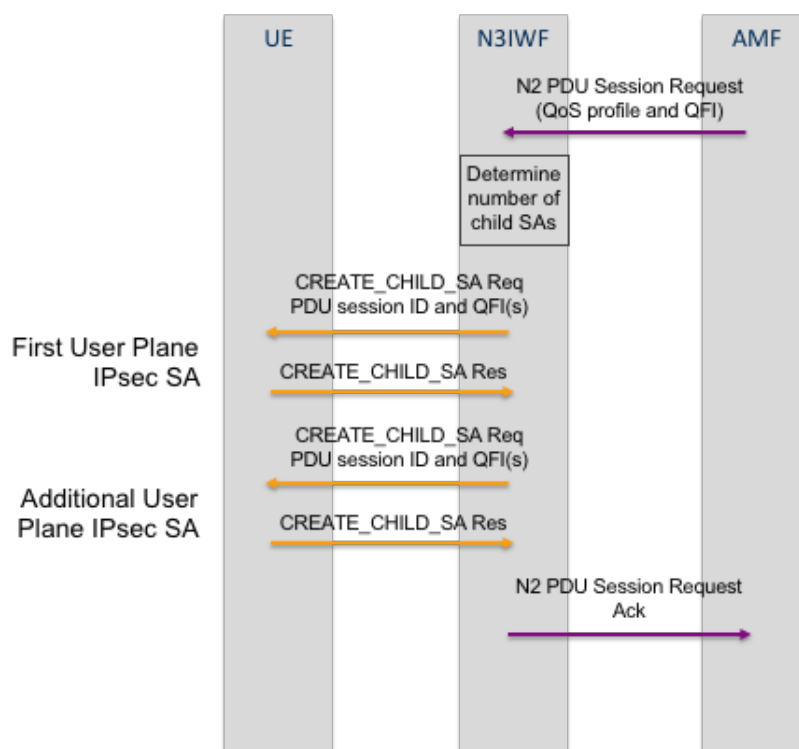 UE
N3IWF
AMF
N2 PDU Session Request
(QoS profile and QFI)
Determine
number of
child SAs
CREATE_CHILD_SA Req
PDU session ID and QFI(s)
First User Plane
IPsec SA
CREATE_CHILD_SA Res
CREATE_CHILD_SA Req
PDU session ID and QFI(s)
Additional User
Plane IPsec SA
CREATE_CHILD_SA Res
N2 PDU Session Request
Ack